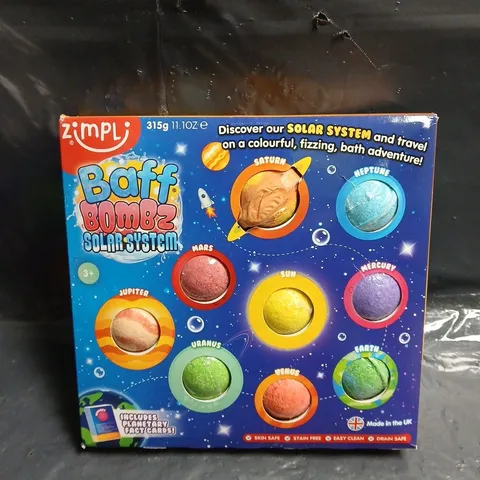 zimpli
®
315g 11.1OZ e
Discover our SOLAR SYSTEM and travel
on a colourful, fizzing, bath adventure!
Baff
BOMBZ
SOLAR SYSTEM
SATURN
NEPTUNE
MARS
3+
SUN
MERCURY
JUPITER
URANUS
VENUS
EARTH
INCLUDES
PLANETARY
FACT CARDS!
Made in the UK
SKIN SAFE
STAIN FREE
EASY CLEAN
DRAIN SAFE